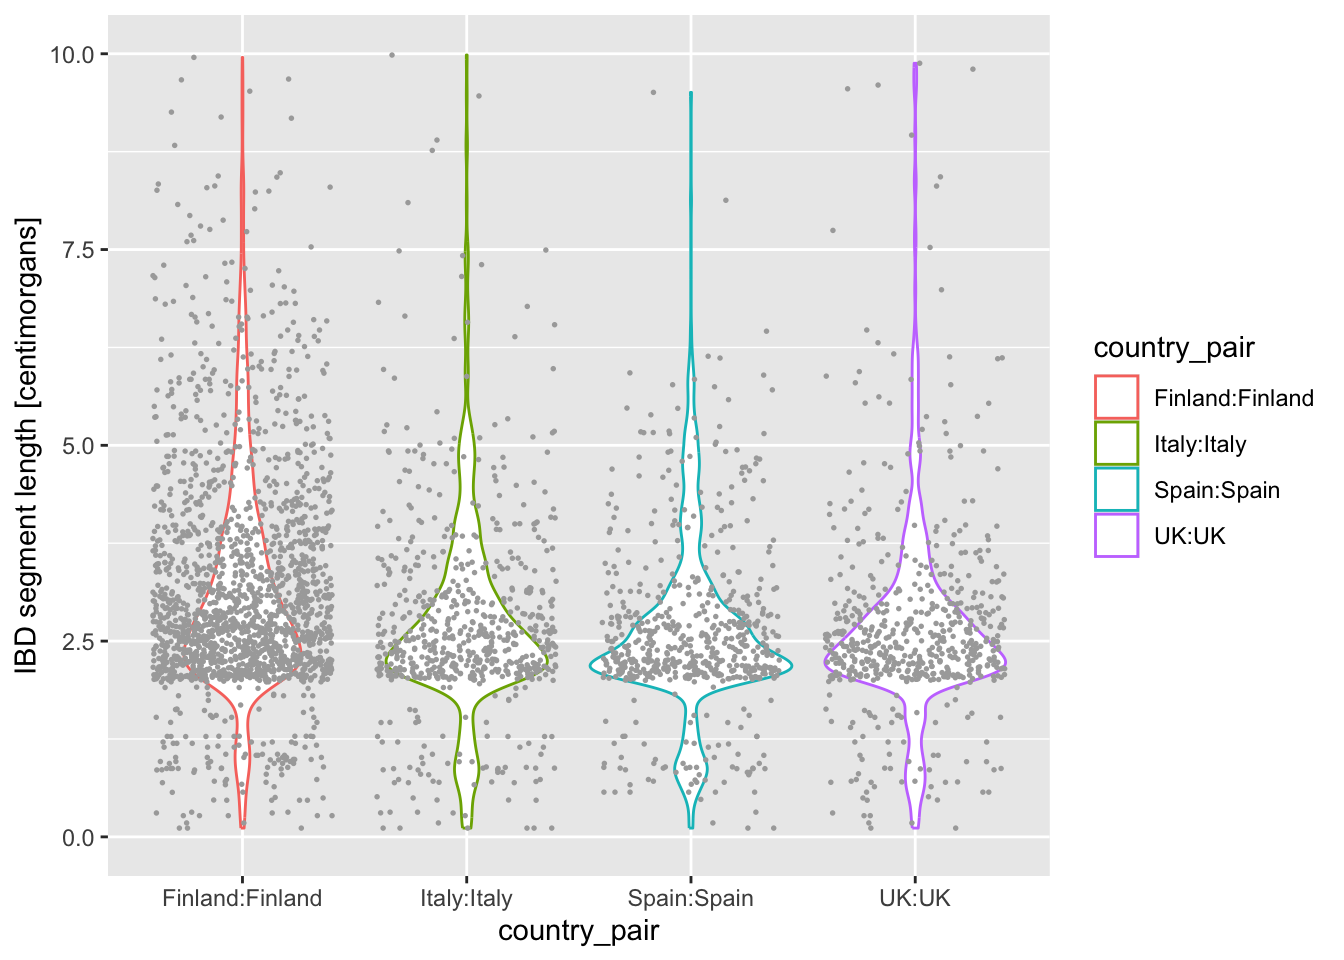 IBD segment length [centimorgans]
10.0
7.5
5.0
2.5
0.0
Finland:Finland
Italy:Italy
Spain:Spain
UK:UK
country_pair
country_pair
Finland:Finland
Italy:Italy
Spain:Spain
UK:UK